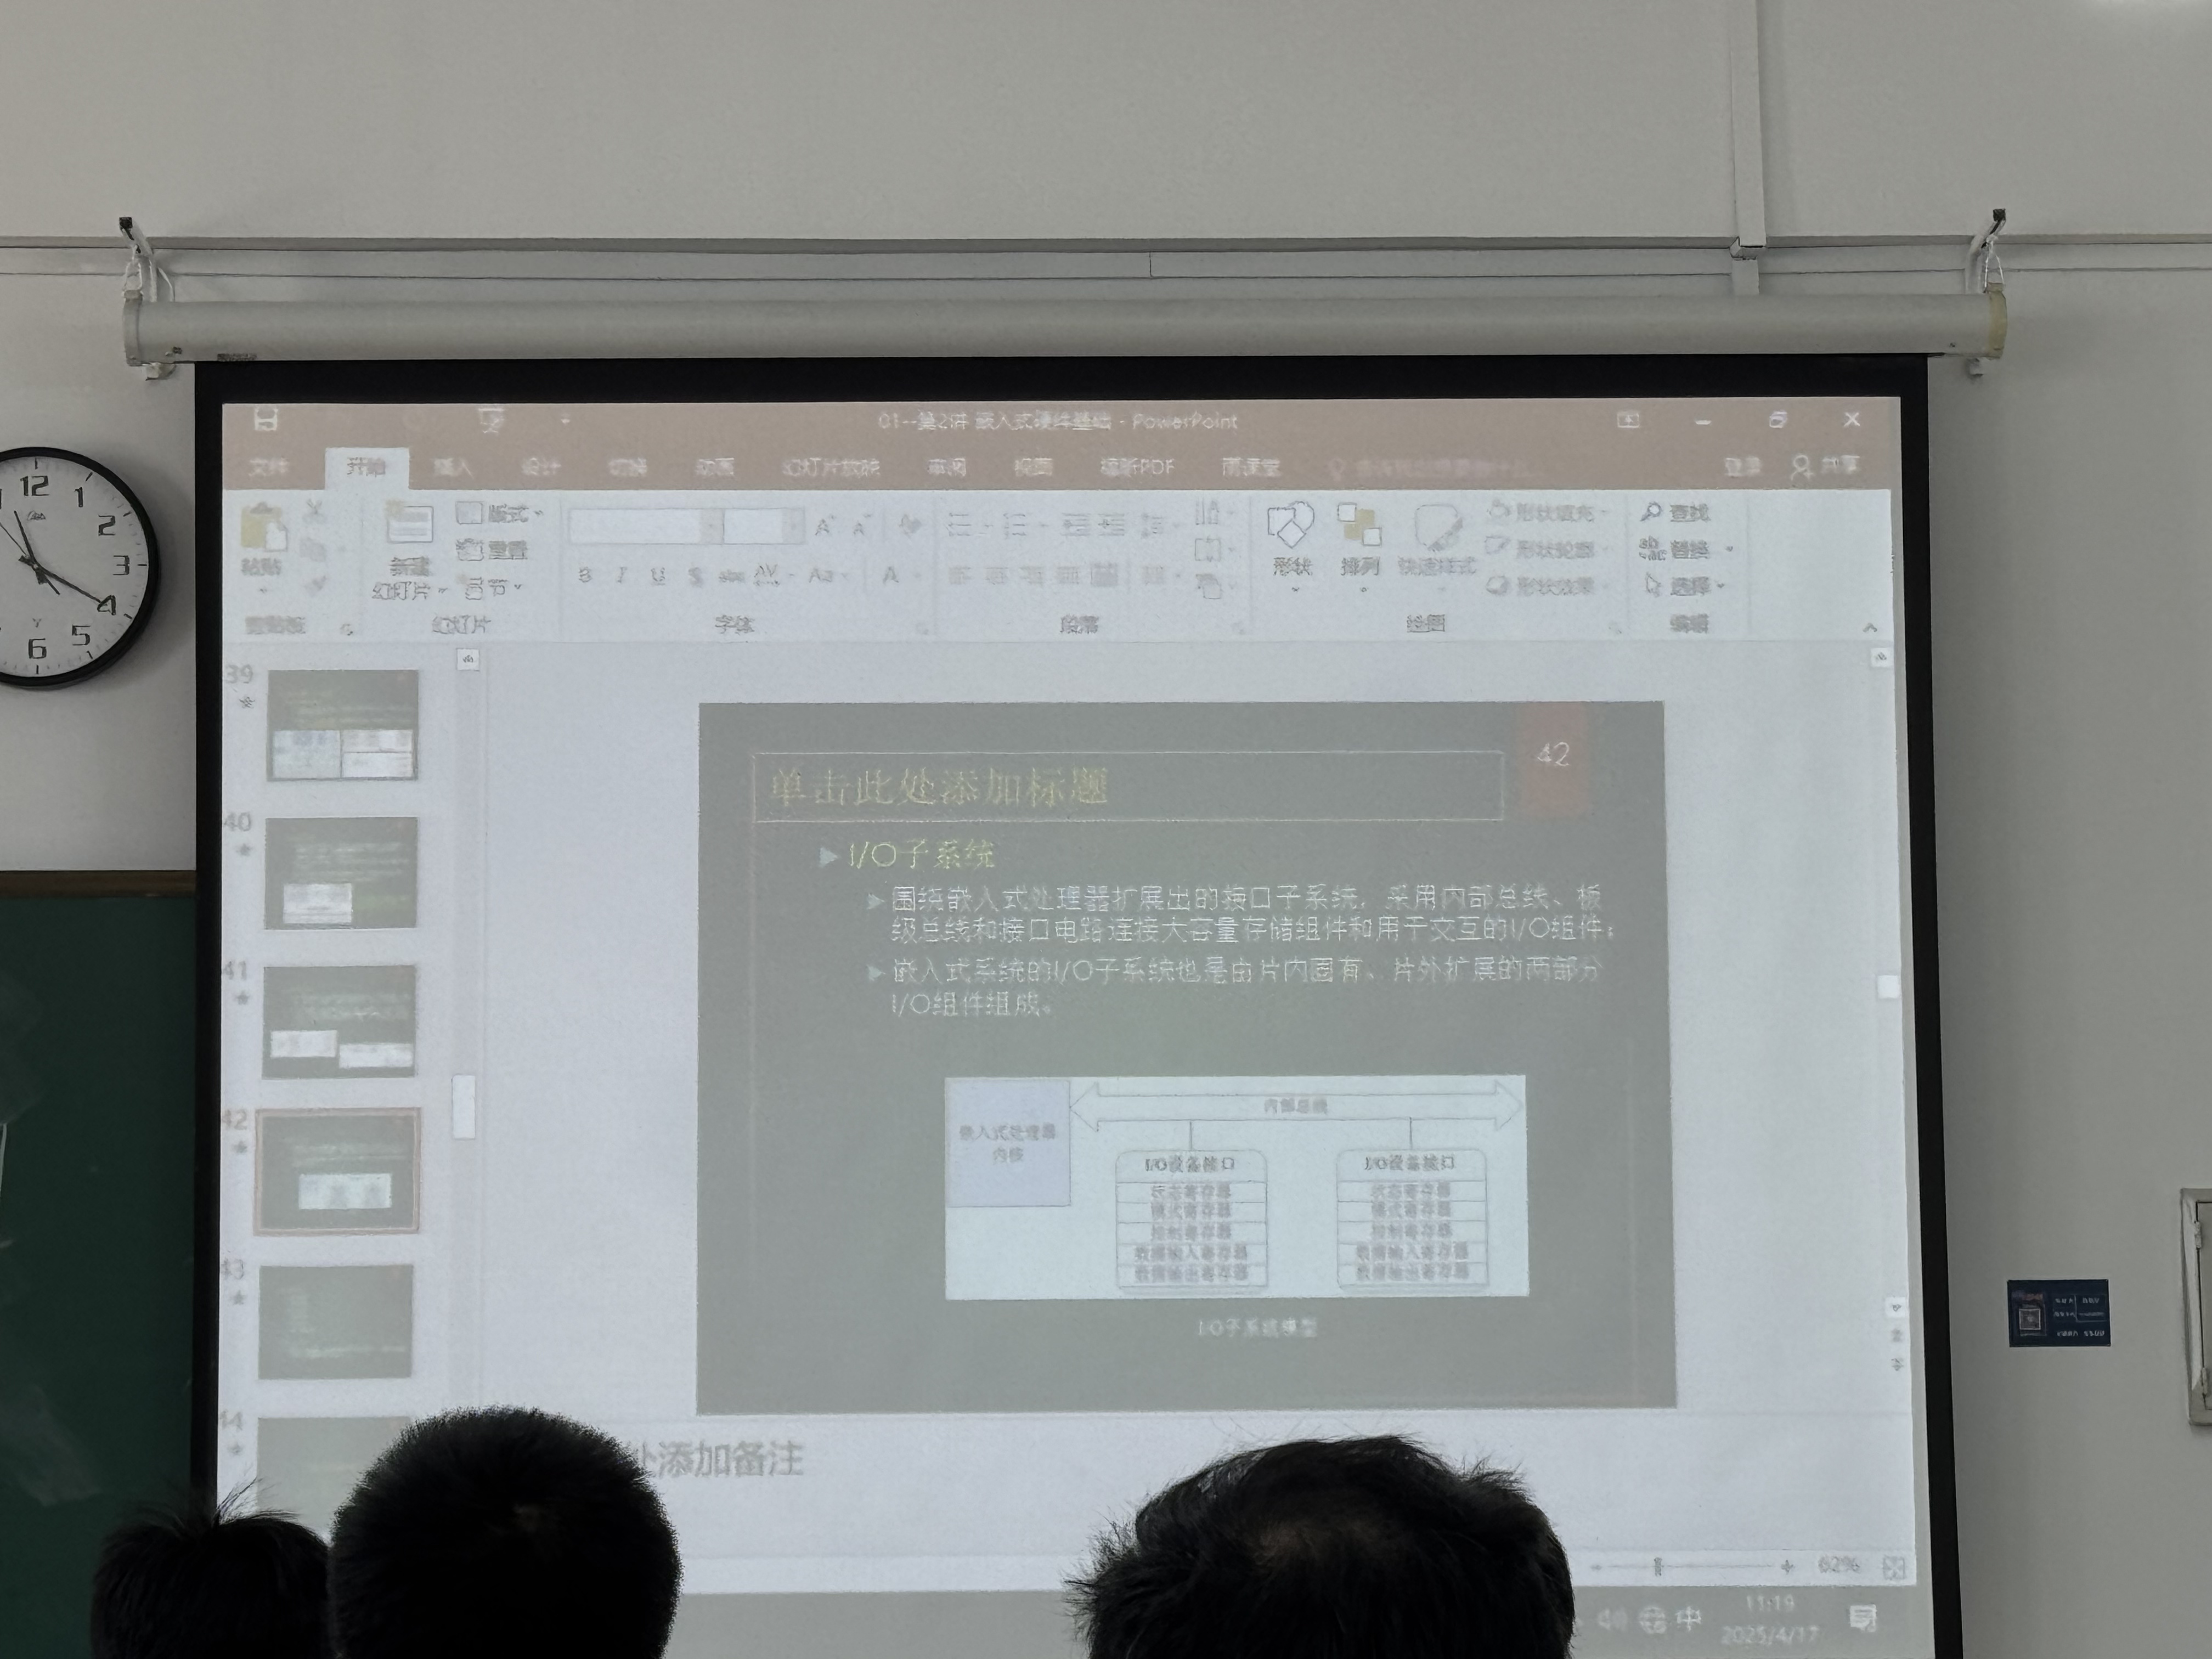 12
1
2
3
4
5
6
01--第2讲 嵌入式硬件基础 - PowerPoint
文件 开始 插入 设计 切换 动画 幻灯片放映 审阅 视图 福昕PDF 雨课堂
登录 共享
粘贴
新建
幻灯片
版式
重置
节
B I U S abc AV Aa A
形状
排列
快速样式
形状填充
形状轮廓
形状效果
查找
替换
选择
剪贴板 幻灯片 字体 段落 绘图 编辑
39
40
41
42
43
44
42
单击此处添加标题
I/O子系统
围绕嵌入式处理器扩展出的接口子系统，采用内部总线、板
级总线和接口电路连接大容量存储组件和用于交互的I/O组件；
嵌入式系统的I/O子系统也是由片内固有、片外扩展的两部分
I/O组件组成。
嵌入式处理器
内核
内部总线
I/O设备接口
状态寄存器
模式寄存器
控制寄存器
数据输入寄存器
数据输出寄存器
I/O设备接口
状态寄存器
模式寄存器
控制寄存器
数据输入寄存器
数据输出寄存器
I/O子系统模型
处添加备注
62%
中
11:19
2025/4/17